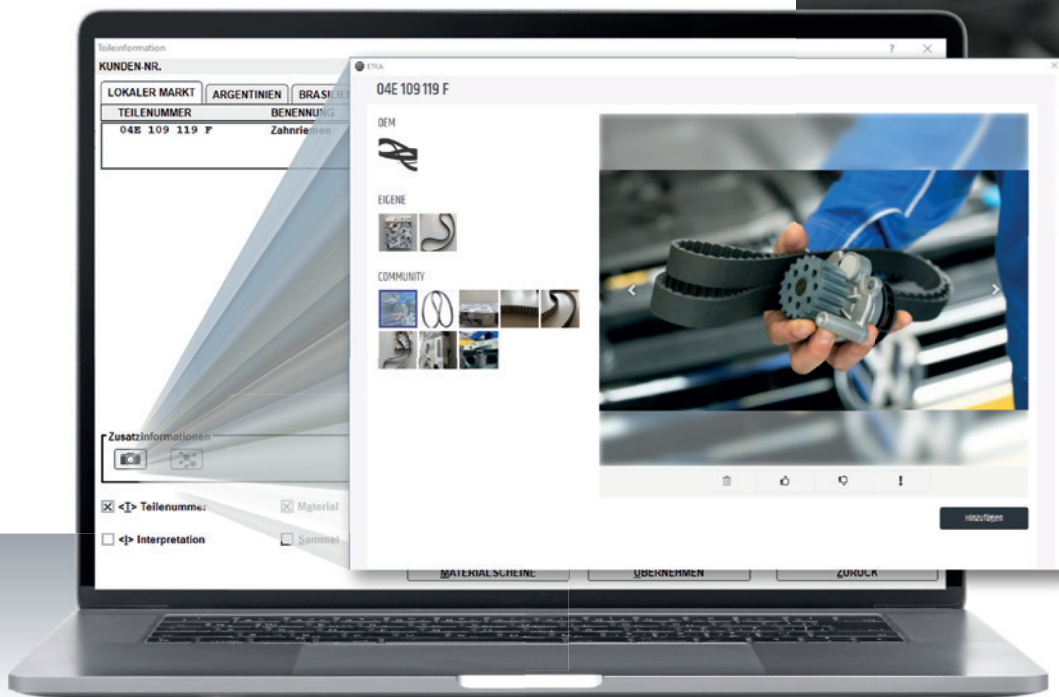 Teileinformation
KUNDEN-NR.
LOKALER MARKT ARGENTINIEN
TEILENUMMER BENENNUNG
04E 109 119 F Zahnriemen
Zusatzinformationen
<T> Teilenummer Material
<I> Interpretation Sammel
MATERIALSCHEINE ÜBERNEHMEN ZURÜCK
ETKA
04E 109 119 F
OEM
EIGENE
COMMUNITY
Hinzufügen